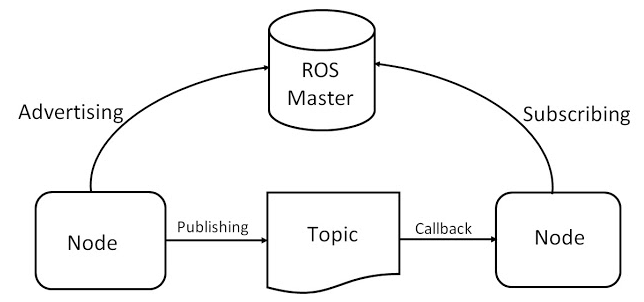 ROS
Master
Advertising
Subscribing
Node
Publishing
Topic
Callback
Node